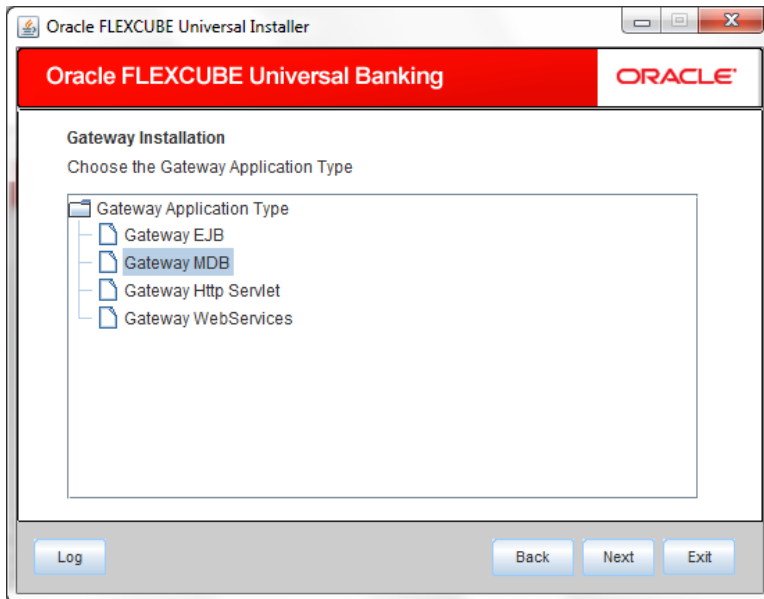 Oracle FLEXCUBE Universal Installer
Oracle FLEXCUBE Universal Banking
ORACLE
Gateway Installation
Choose the Gateway Application Type
Gateway Application Type
Gateway EJB
Gateway MDB
Gateway Http Servlet
Gateway WebServices
Log Back Next Exit